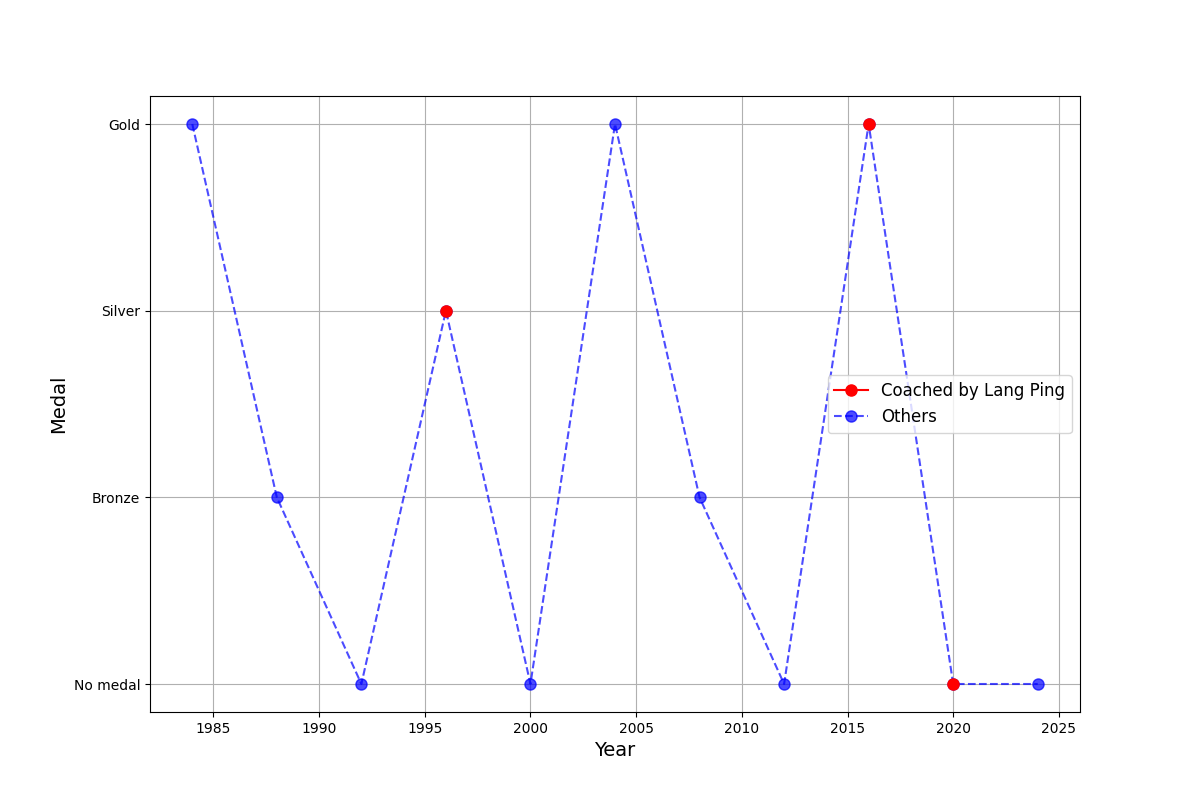 Gold
Silver
Bronze
No medal
Medal
Coached by Lang Ping
Others
1985 1990 1995 2000 2005 2010 2015 2020 2025
Year